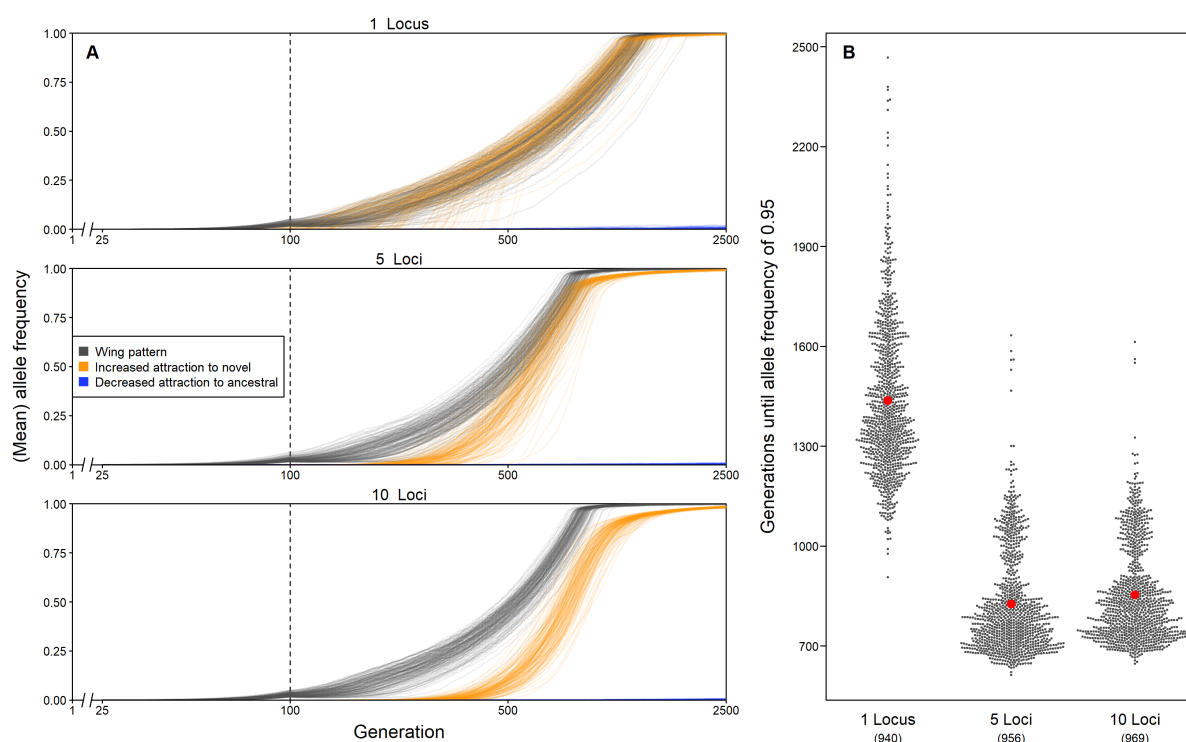 1 Locus
A
1.00
0.75
0.50
0.25
0.00
1 25 100 500 2500
5 Loci
1.00
0.75
0.50
0.25
0.00
1 25 100 500 2500
Wing pattern
Increased attraction to novel
Decreased attraction to ancestral
10 Loci
1.00
0.75
0.50
0.25
0.00
1 25 100 500 2500
(Mean) allele frequency
Generation
B
Generations until allele frequency of 0.95
2500
2200
1900
1600
1300
1000
700
1 Locus 5 Loci 10 Loci
(940) (956) (969)